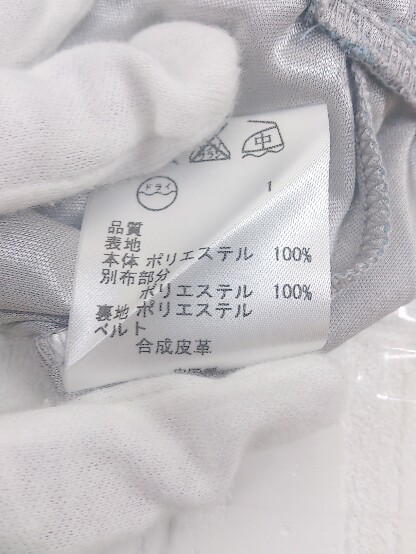 中
ドライ
1
品質
表地
本体 ポリエステル 100%
別布部分
ポリエステル 100%
裏地 ポリエステル
ベルト
合成皮革